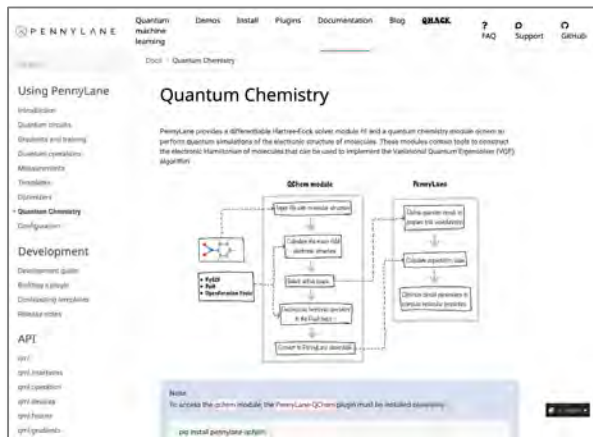 PENNYLANE
Quantum machine learning
Demos
Install
Plugins
Documentation
Blog
QHACK
? FAQ
Support
GitHub
Docs
Quantum Chemistry
Using PennyLane
Introduction
Quantum circuits
Gradients and training
Quantum operations
Measurements
Templates
Optimizers
Quantum Chemistry
Configuration
Development
Development guide
Building a plugin
Contributing templates
Release notes
API
qml
qml.interfaces
qml.operation
qml.devices
qml.fourier
qml.gradients
Quantum Chemistry
PennyLane provides a differentiable Hartree-Fock solver module hf and a quantum chemistry module qchem to
perform quantum simulations of the electronic structure of molecules. These modules contain tools to construct
the electronic Hamiltonian of molecules that can be used to implement the Variational Quantum Eigensolver (VQE)
algorithm
QChem module
PennyLane
Select active space
Note
To access the qchem module, the PennyLane-QChem plugin must be installed
pip install pennylane-qchem